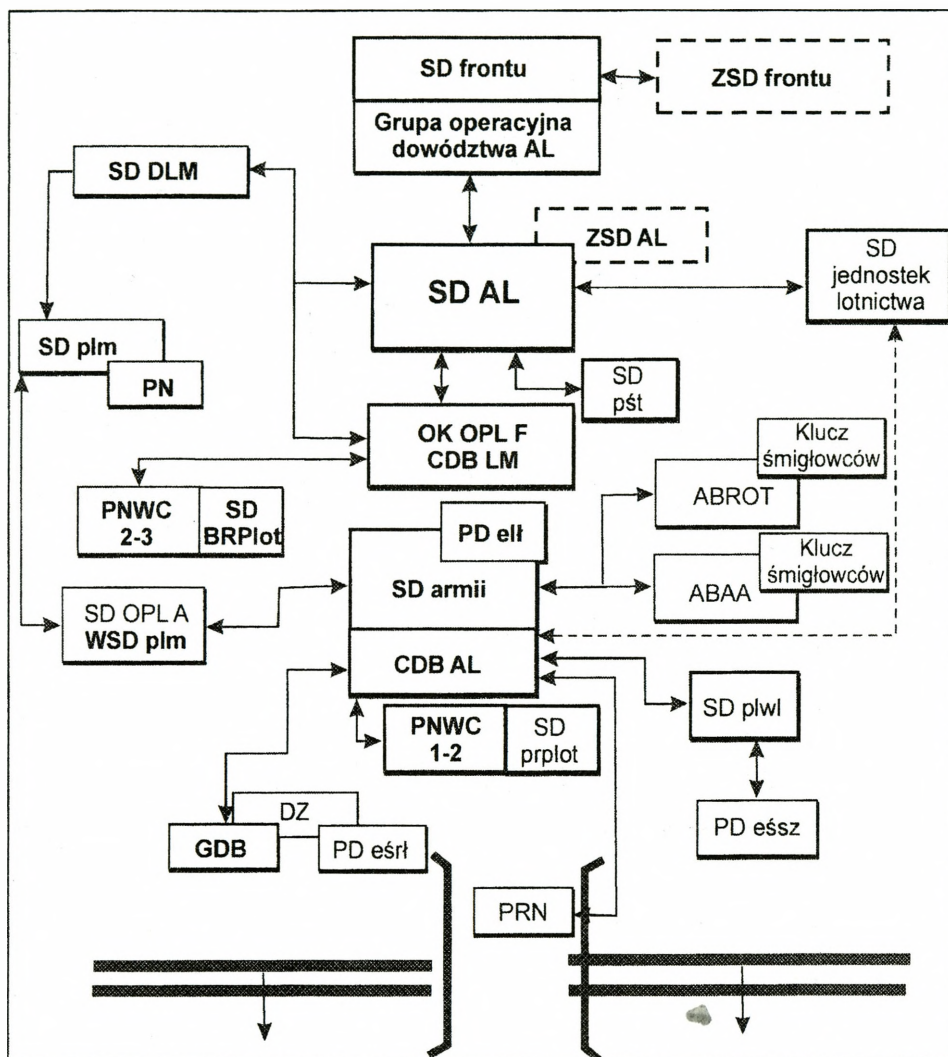 SD frontu
ZSD frontu
Grupa operacyjna
dowództwa AL
SD DLM
ZSD AL
SD AL
SD
jednostek
lotnictwa
SD plm
PN
SD
pśt
OK OPL F
CDB LM
Klucz
śmigłowców
ABROT
PNWC
2-3
SD
BRPlot
PD elł
Klucz
śmigłowców
ABAA
SD armii
SD OPL A
WSD plm
CDB AL
SD plwl
PNWC
1-2
SD
prplot
DZ
GDB
PD eśrł
PD eśsz
PRN